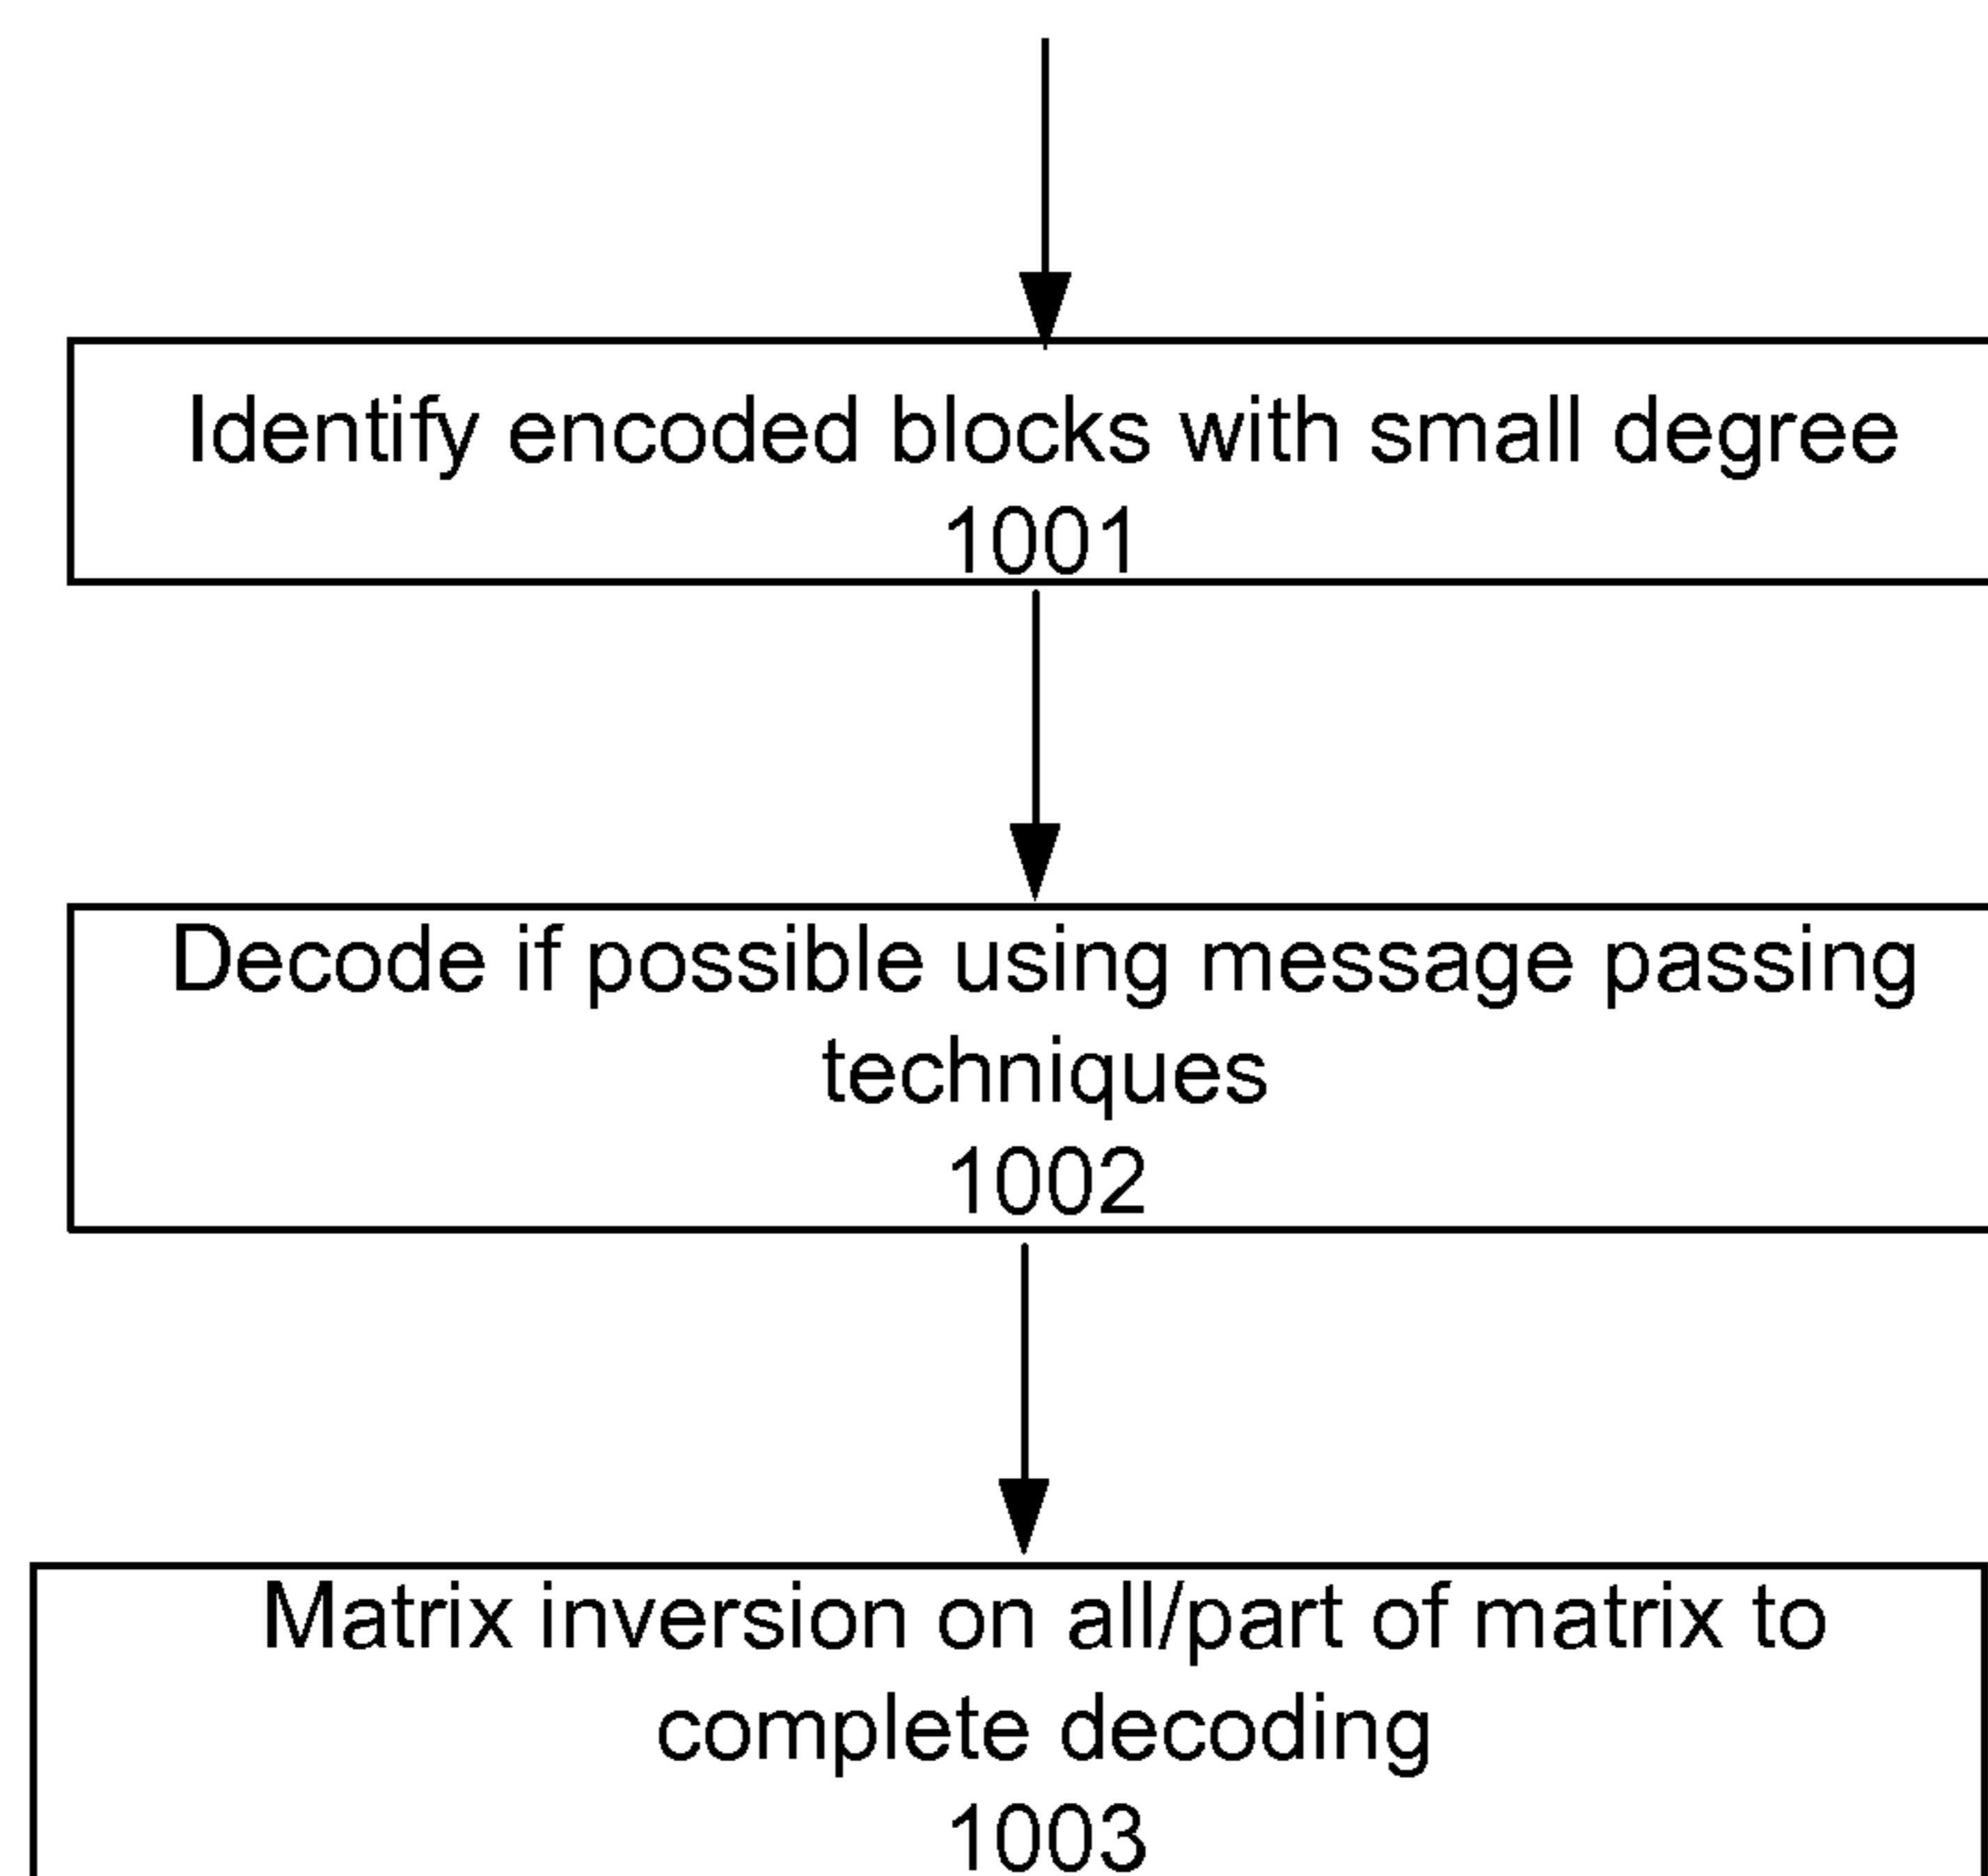 Identify encoded blocks with small degree
1001
Decode if possible using message passing
techniques
1002
Matrix inversion on all/part of matrix to
complete decoding
1003